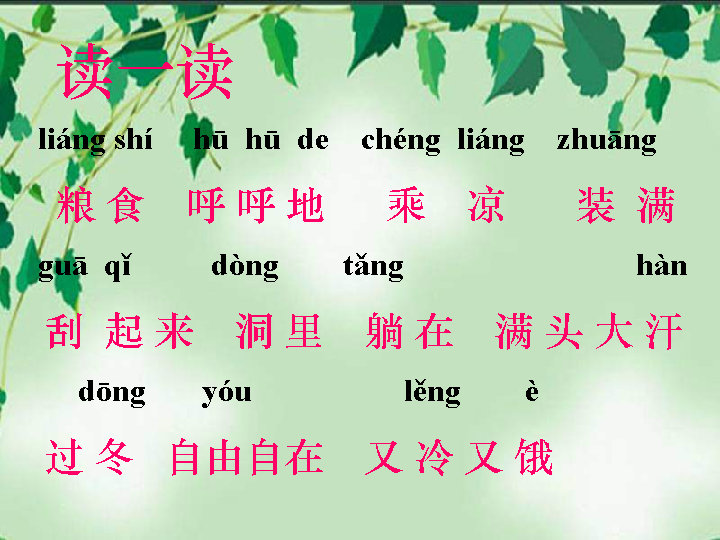 读一读
liáng shí hū hū de chéng liáng zhuāng
粮食 呼呼地 乘凉 装满
guā qǐ dòng tǎng hàn
刮起来 洞里 躺在 满头大汗
dōng yóu lěng è
过冬 自由自在 又冷又饿